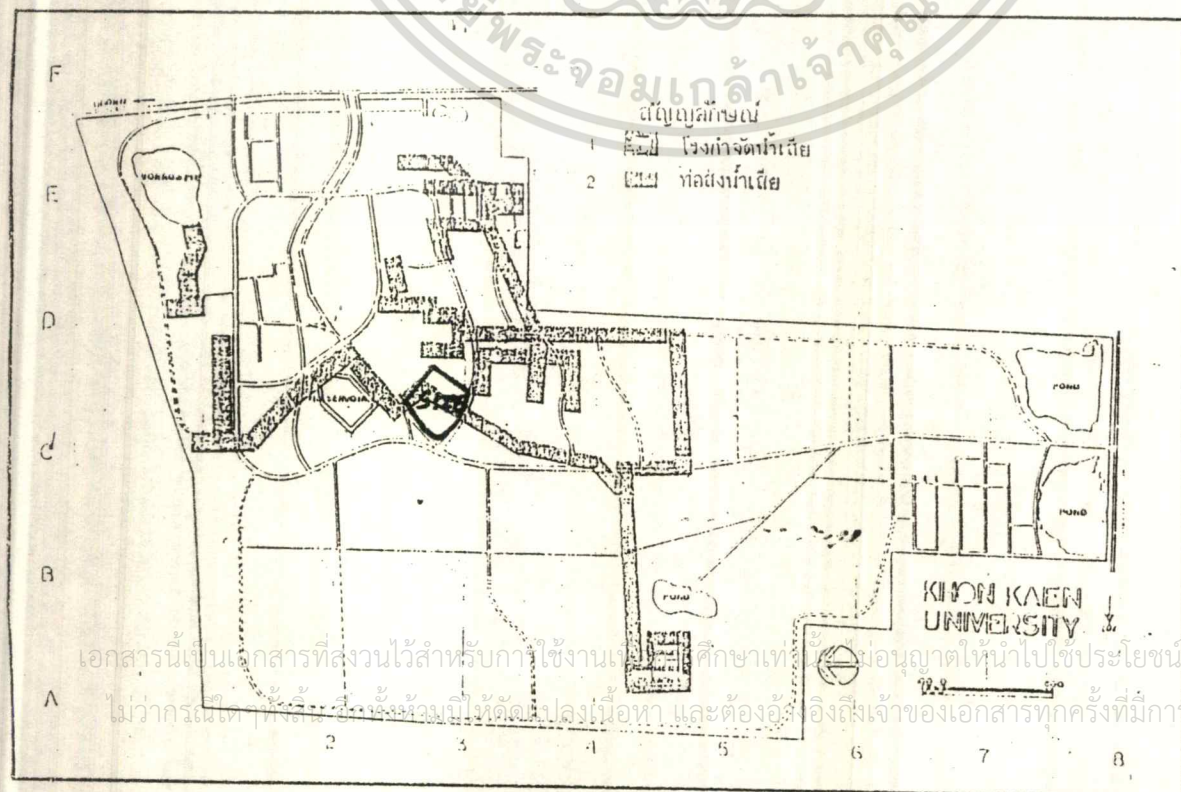 พระจอมเกล้าเจ้าคุณ
F
สัญญลักษณ์
1 โรงกำจัดน้ำเสีย
E
2 ท่อส่งน้ำเสีย
D
POND
SITE
C
POND
B
POND
KHON KAEN
UNIVERSITY
เอกสารนี้เป็นเอกสารที่สงวนไว้สำหรับการใช้งานเพื่อการศึกษาเท่านั้น ไม่อนุญาตให้นำไปใช้ประโยชน์
A
ไม่ว่ากรณีใดๆทั้งสิ้น อีกทั้งห้ามมิให้ดัดแปลงเนื้อหา และต้องอ้างอิงถึงเจ้าของเอกสารทุกครั้งที่มีการ
2 3 4 5 6 7 8